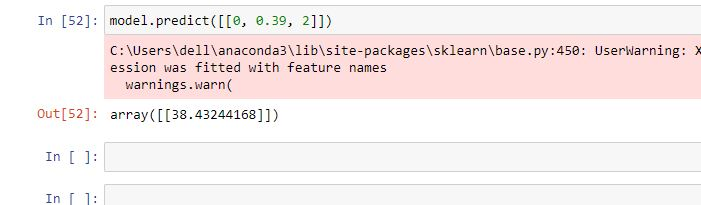 In [52]: model.predict([[0, 0.39, 2]])
C:\Users\dell\anaconda3\lib\site-packages\sklearn\base.py:450: UserWarning: X
ession was fitted with feature names
warnings.warn(
Out[52]: array([[38.43244168]])
In [ ]:
In [ ]: